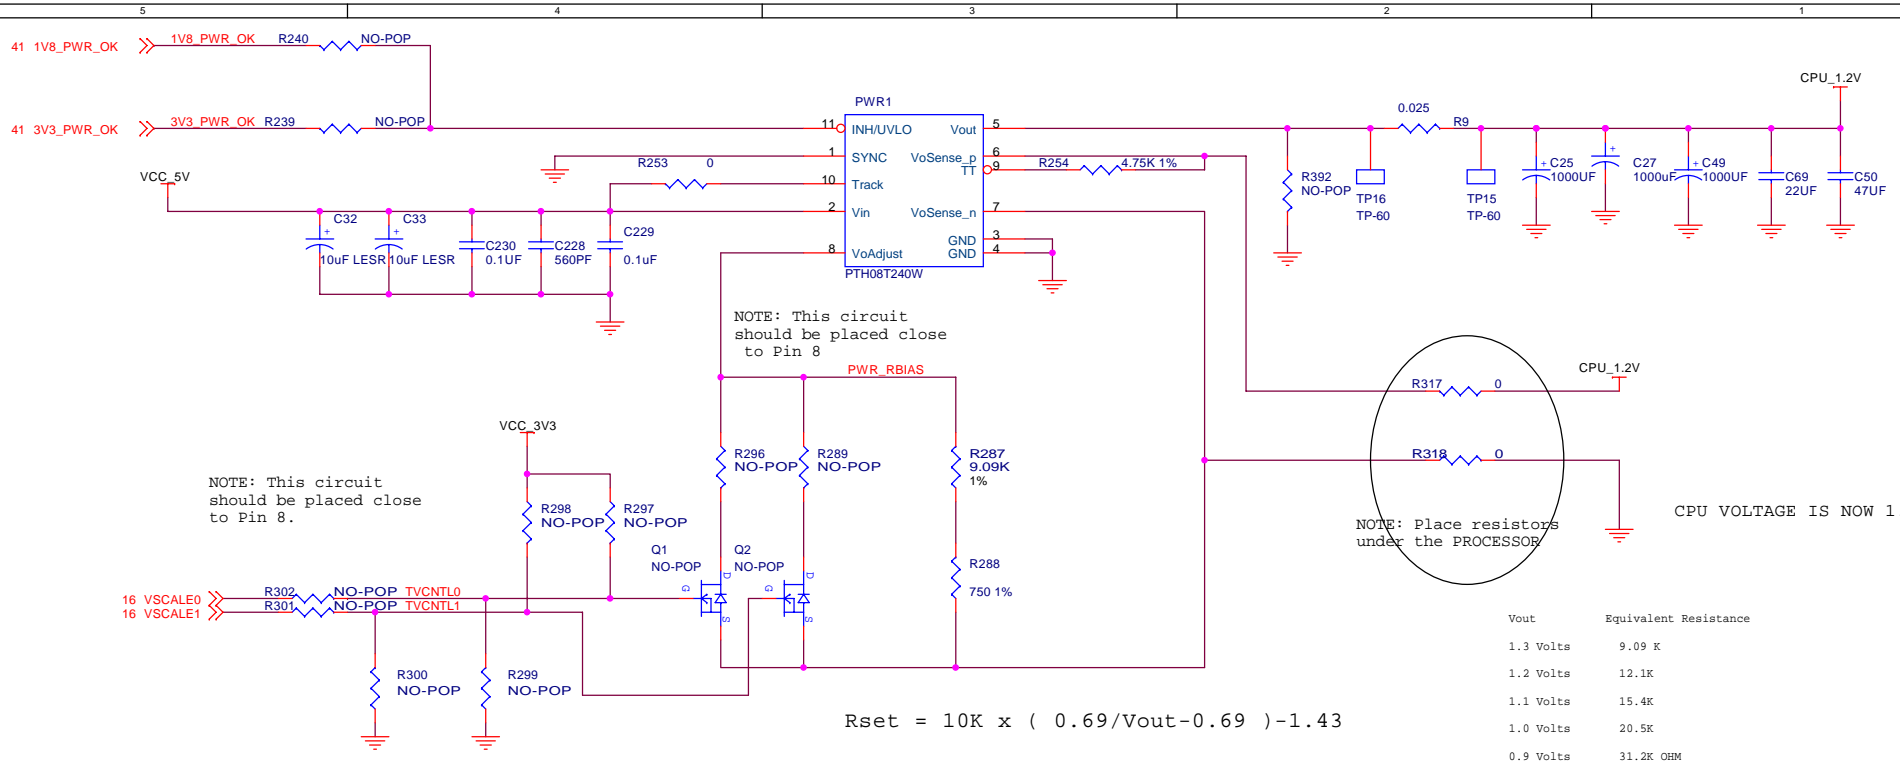 5 4 3 2 1
41 1V8_PWR_OK 1V8_PWR_OK R240 NO-POP
41 3V3_PWR_OK 3V3_PWR_OK R239 NO-POP
VCC_5V
R253 0
C32
10uF LESR
C33
10uF LESR
C230
0.1UF
C228
560PF
C229
0.1uF
PWR1
11 INH/UVLO
1 SYNC
10 Track
2 Vin
8 VoAdjust
Vout 5
VoSense_p 6
TT 9
VoSense_n 7
GND 3
GND 4
PTH08T240W
R254 4.75K 1%
R392
NO-POP
TP16
TP-60
0.025
R9
TP15
TP-60
CPU_1.2V
+ C25
1000UF
+
C27
1000uF
+ C49
1000UF
C69
22UF
C50
47UF
NOTE: This circuit
should be placed close
to Pin 8
PWR_RBIAS
R296
NO-POP
R289
NO-POP
R287
9.09K
1%
R288
750 1%
VCC_3V3
NOTE: This circuit
should be placed close
to Pin 8.
R298
NO-POP
R297
NO-POP
Q1
NO-POP
D
G
S
Q2
NO-POP
D
G
S
16 VSCALE0 R302 NO-POP TVCNTL0
16 VSCALE1 R301 NO-POP TVCNTL1
R300
NO-POP
R299
NO-POP
CPU_1.2V
R317 0
R318 0
NOTE: Place resistors
under the PROCESSOR
CPU VOLTAGE IS NOW 1
Rset = 10K x ( 0.69/Vout-0.69 )-1.43
Vout Equivalent Resistance
1.3 Volts 9.09 K
1.2 Volts 12.1K
1.1 Volts 15.4K
1.0 Volts 20.5K
0.9 Volts 31.2K OHM